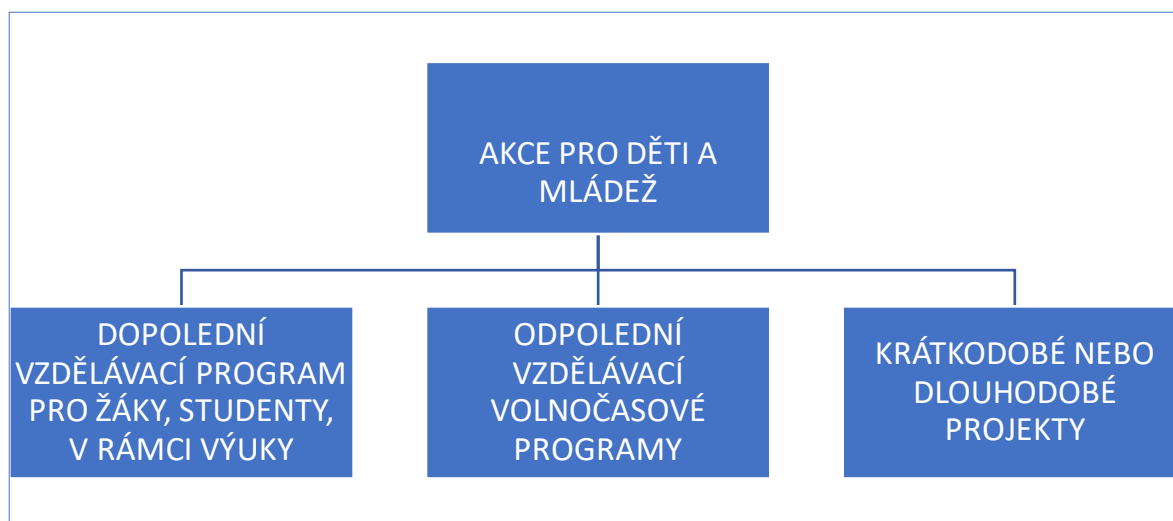 AKCE PRO DĚTI A
MLÁDEŽ
DOPOLEDNÍ
VZDĚLÁVACÍ PROGRAM
PRO ŽÁKY, STUDENTY,
V RÁMCI VÝUKY
ODPOLEDNÍ
VZDĚLÁVACÍ
VOLNOČASOVÉ
PROGRAMY
KRÁTKODOBÉ NEBO
DLOUHODOBÉ
PROJEKTY